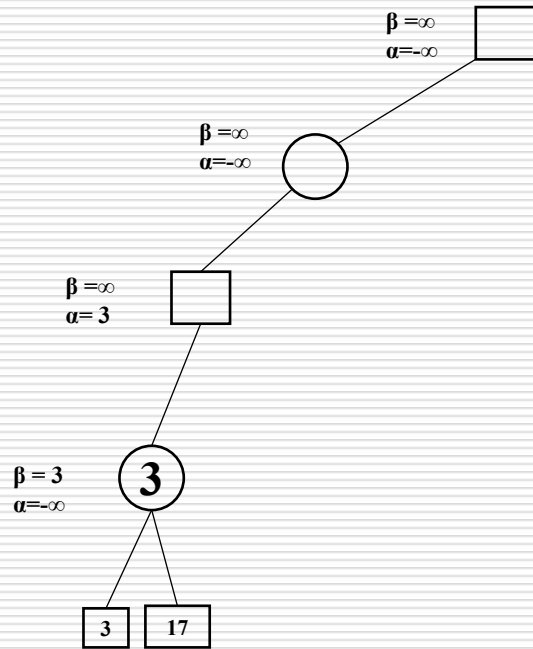 β =∞
α=-∞
β =∞
α=-∞
β =∞
α= 3
β = 3
α=-∞
3
3
17